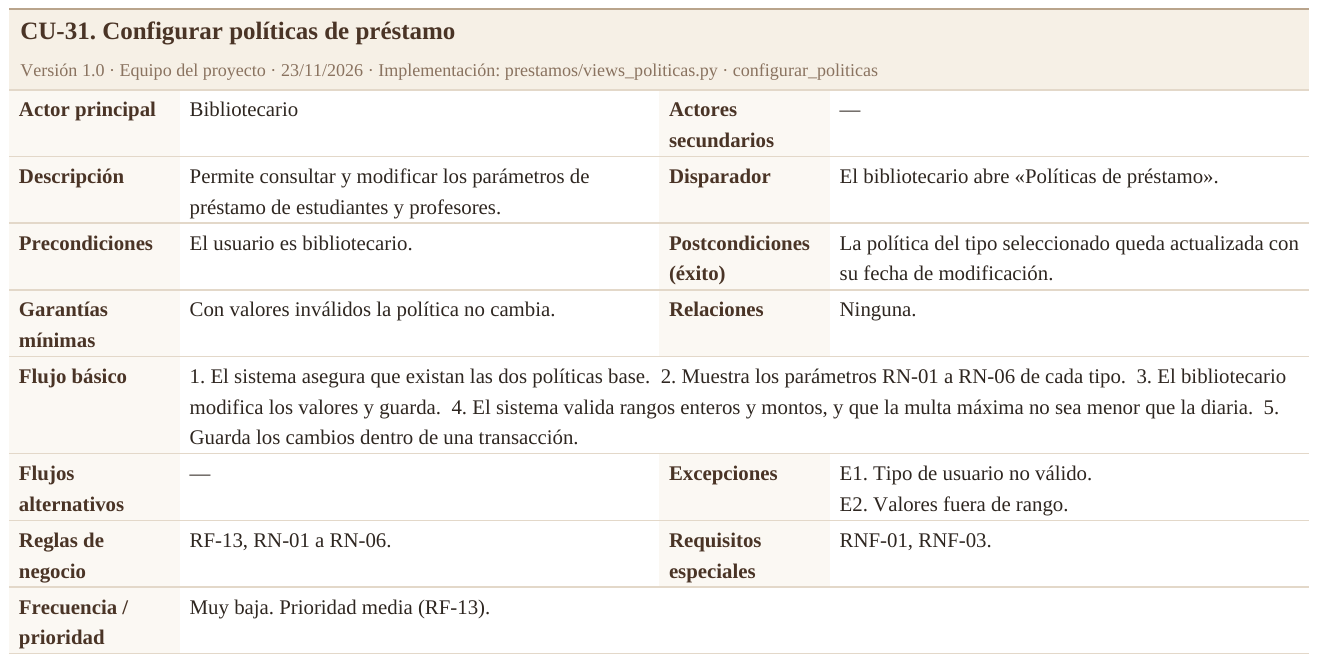 CU-31. Configurar políticas de préstamo
Versión 1.0 · Equipo del proyecto · 23/11/2026 · Implementación: prestamos/views_politicas.py · configurar_politicas
Actor principal
Bibliotecario
Actores
secundarios
—
Descripción
Permite consultar y modificar los parámetros de
préstamo de estudiantes y profesores.
Disparador
El bibliotecario abre «Políticas de préstamo».
Precondiciones
El usuario es bibliotecario.
Postcondiciones
(éxito)
La política del tipo seleccionado queda actualizada con
su fecha de modificación.
Garantías
mínimas
Con valores inválidos la política no cambia.
Relaciones
Ninguna.
Flujo básico
1. El sistema asegura que existan las dos políticas base. 2. Muestra los parámetros RN-01 a RN-06 de cada tipo. 3. El bibliotecario
modifica los valores y guarda. 4. El sistema valida rangos enteros y montos, y que la multa máxima no sea menor que la diaria. 5.
Guarda los cambios dentro de una transacción.
Flujos
alternativos
—
Excepciones
E1. Tipo de usuario no válido.
E2. Valores fuera de rango.
Reglas de
negocio
RF-13, RN-01 a RN-06.
Requisitos
especiales
RNF-01, RNF-03.
Frecuencia /
prioridad
Muy baja. Prioridad media (RF-13).